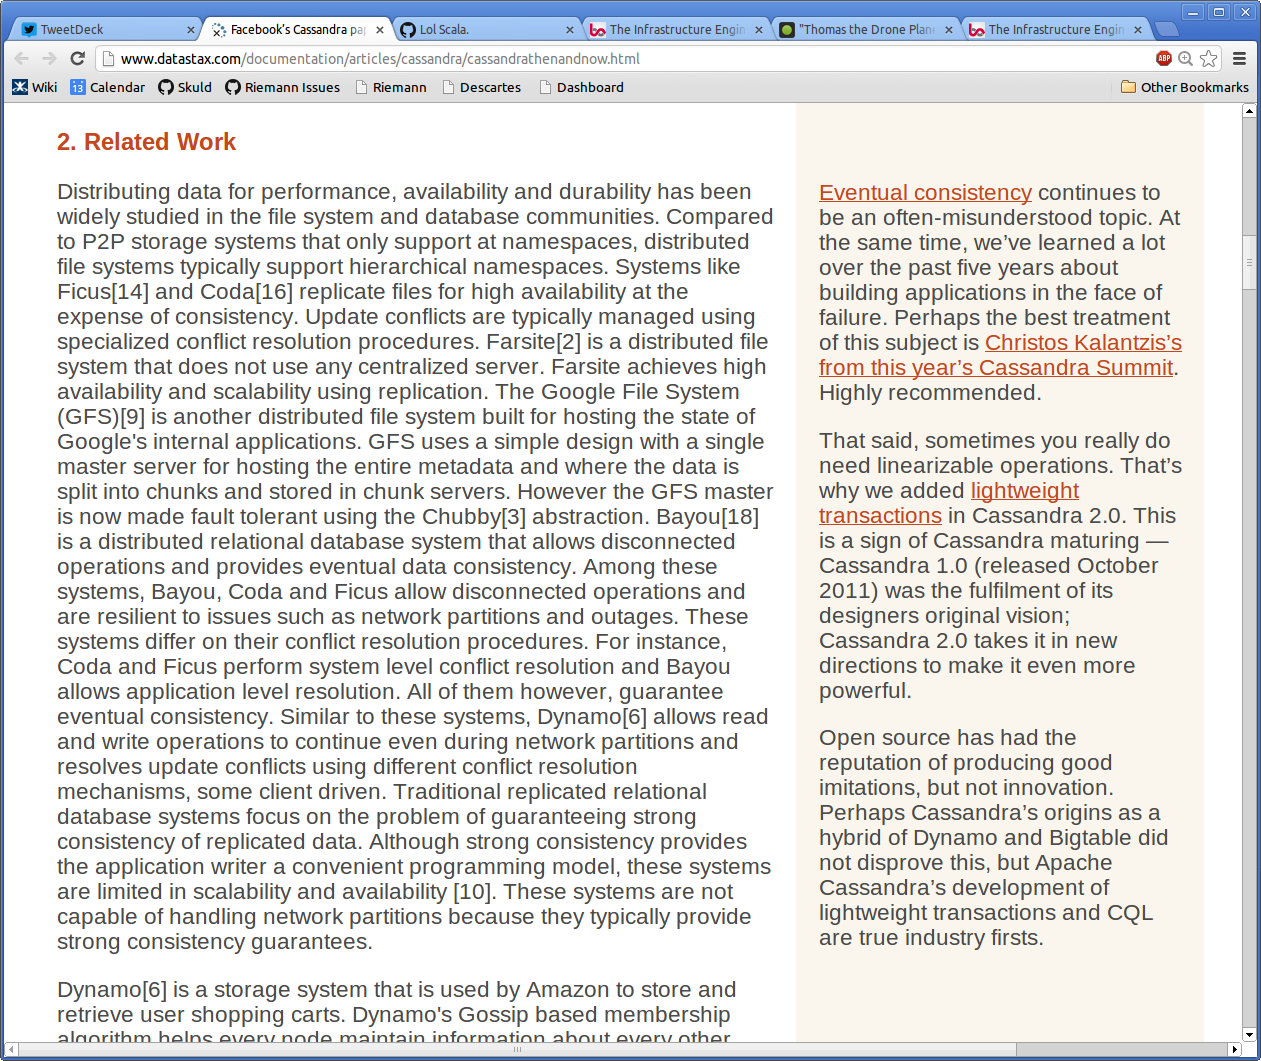 TweetDeck
Facebook's Cassandra pa
Lol Scala.
The Infrastructure Engin
"Thomas the Drone Plane
The Infrastructure Engin
www.datastax.com/documentation/articles/cassandra/cassandrathenandnow.html
ABP
Wiki
13
Calendar
Skuld
Riemann Issues
Riemann
Descartes
Dashboard
Other Bookmarks
2. Related Work
Distributing data for performance, availability and durability has been
widely studied in the file system and database communities. Compared
to P2P storage systems that only support at namespaces, distributed
file systems typically support hierarchical namespaces. Systems like
Ficus[14] and Coda[16] replicate files for high availability at the
expense of consistency. Update conflicts are typically managed using
specialized conflict resolution procedures. Farsite[2] is a distributed file
system that does not use any centralized server. Farsite achieves high
availability and scalability using replication. The Google File System
(GFS)[9] is another distributed file system built for hosting the state of
Google's internal applications. GFS uses a simple design with a single
master server for hosting the entire metadata and where the data is
split into chunks and stored in chunk servers. However the GFS master
is now made fault tolerant using the Chubby[3] abstraction. Bayou[18]
is a distributed relational database system that allows disconnected
operations and provides eventual data consistency. Among these
systems, Bayou, Coda and Ficus allow disconnected operations and
are resilient to issues such as network partitions and outages. These
systems differ on their conflict resolution procedures. For instance,
Coda and Ficus perform system level conflict resolution and Bayou
allows application level resolution. All of them however, guarantee
eventual consistency. Similar to these systems, Dynamo[6] allows read
and write operations to continue even during network partitions and
resolves update conflicts using different conflict resolution
mechanisms, some client driven. Traditional replicated relational
database systems focus on the problem of guaranteeing strong
consistency of replicated data. Although strong consistency provides
the application writer a convenient programming model, these systems
are limited in scalability and availability [10]. These systems are not
capable of handling network partitions because they typically provide
strong consistency guarantees.
Dynamo[6] is a storage system that is used by Amazon to store and
retrieve user shopping carts. Dynamo's Gossip based membership
algorithm helps every node maintain information about every other
Eventual consistency continues to
be an often-misunderstood topic. At
the same time, we've learned a lot
over the past five years about
building applications in the face of
failure. Perhaps the best treatment
of this subject is Christos Kalantzis's
from this year's Cassandra Summit.
Highly recommended.
That said, sometimes you really do
need linearizable operations. That's
why we added lightweight
transactions in Cassandra 2.0. This
is a sign of Cassandra maturing —
Cassandra 1.0 (released October
2011) was the fulfilment of its
designers original vision;
Cassandra 2.0 takes it in new
directions to make it even more
powerful.
Open source has had the
reputation of producing good
imitations, but not innovation.
Perhaps Cassandra's origins as a
hybrid of Dynamo and Bigtable did
not disprove this, but Apache
Cassandra's development of
lightweight transactions and CQL
are true industry firsts.